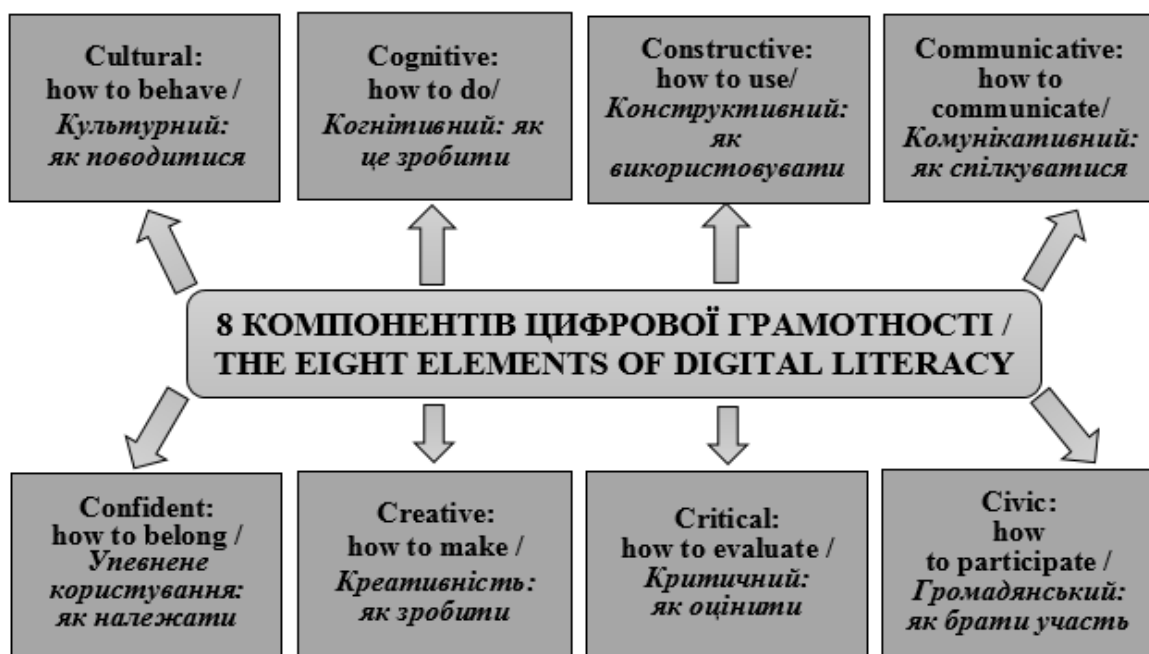 Cultural:
how to behave /
Культурний:
як поводитися
Cognitive:
how to do/
Когнітивний: як
це зробити
Constructive:
how to use/
Конструктивний:
як
використовувати
Communicative:
how to
communicate/
Комунікативний:
як спілкуватися
8 КОМПОНЕНТІВ ЦИФРОВОЇ ГРАМОТНОСТІ /
THE EIGHT ELEMENTS OF DIGITAL LITERACY
Confident:
how to belong /
Упевнене
користування:
як належати
Creative:
how to make /
Креативність:
як зробити
Critical:
how to evaluate /
Критичний:
як оцінити
Civic:
how
to participate /
Громадянський:
як брати участь